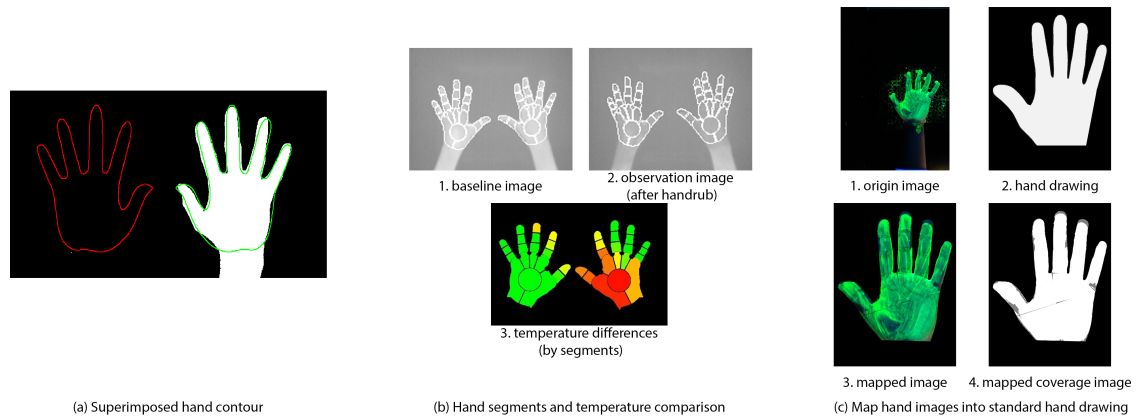 1. baseline image
2. observation image
(after handrub)
3. temperature differences
(by segments)
1. origin image
2. hand drawing
3. mapped image
4. mapped coverage image
(a) Superimposed hand contour
(b) Hand segments and temperature comparison
(c) Map hand images into standard hand drawing